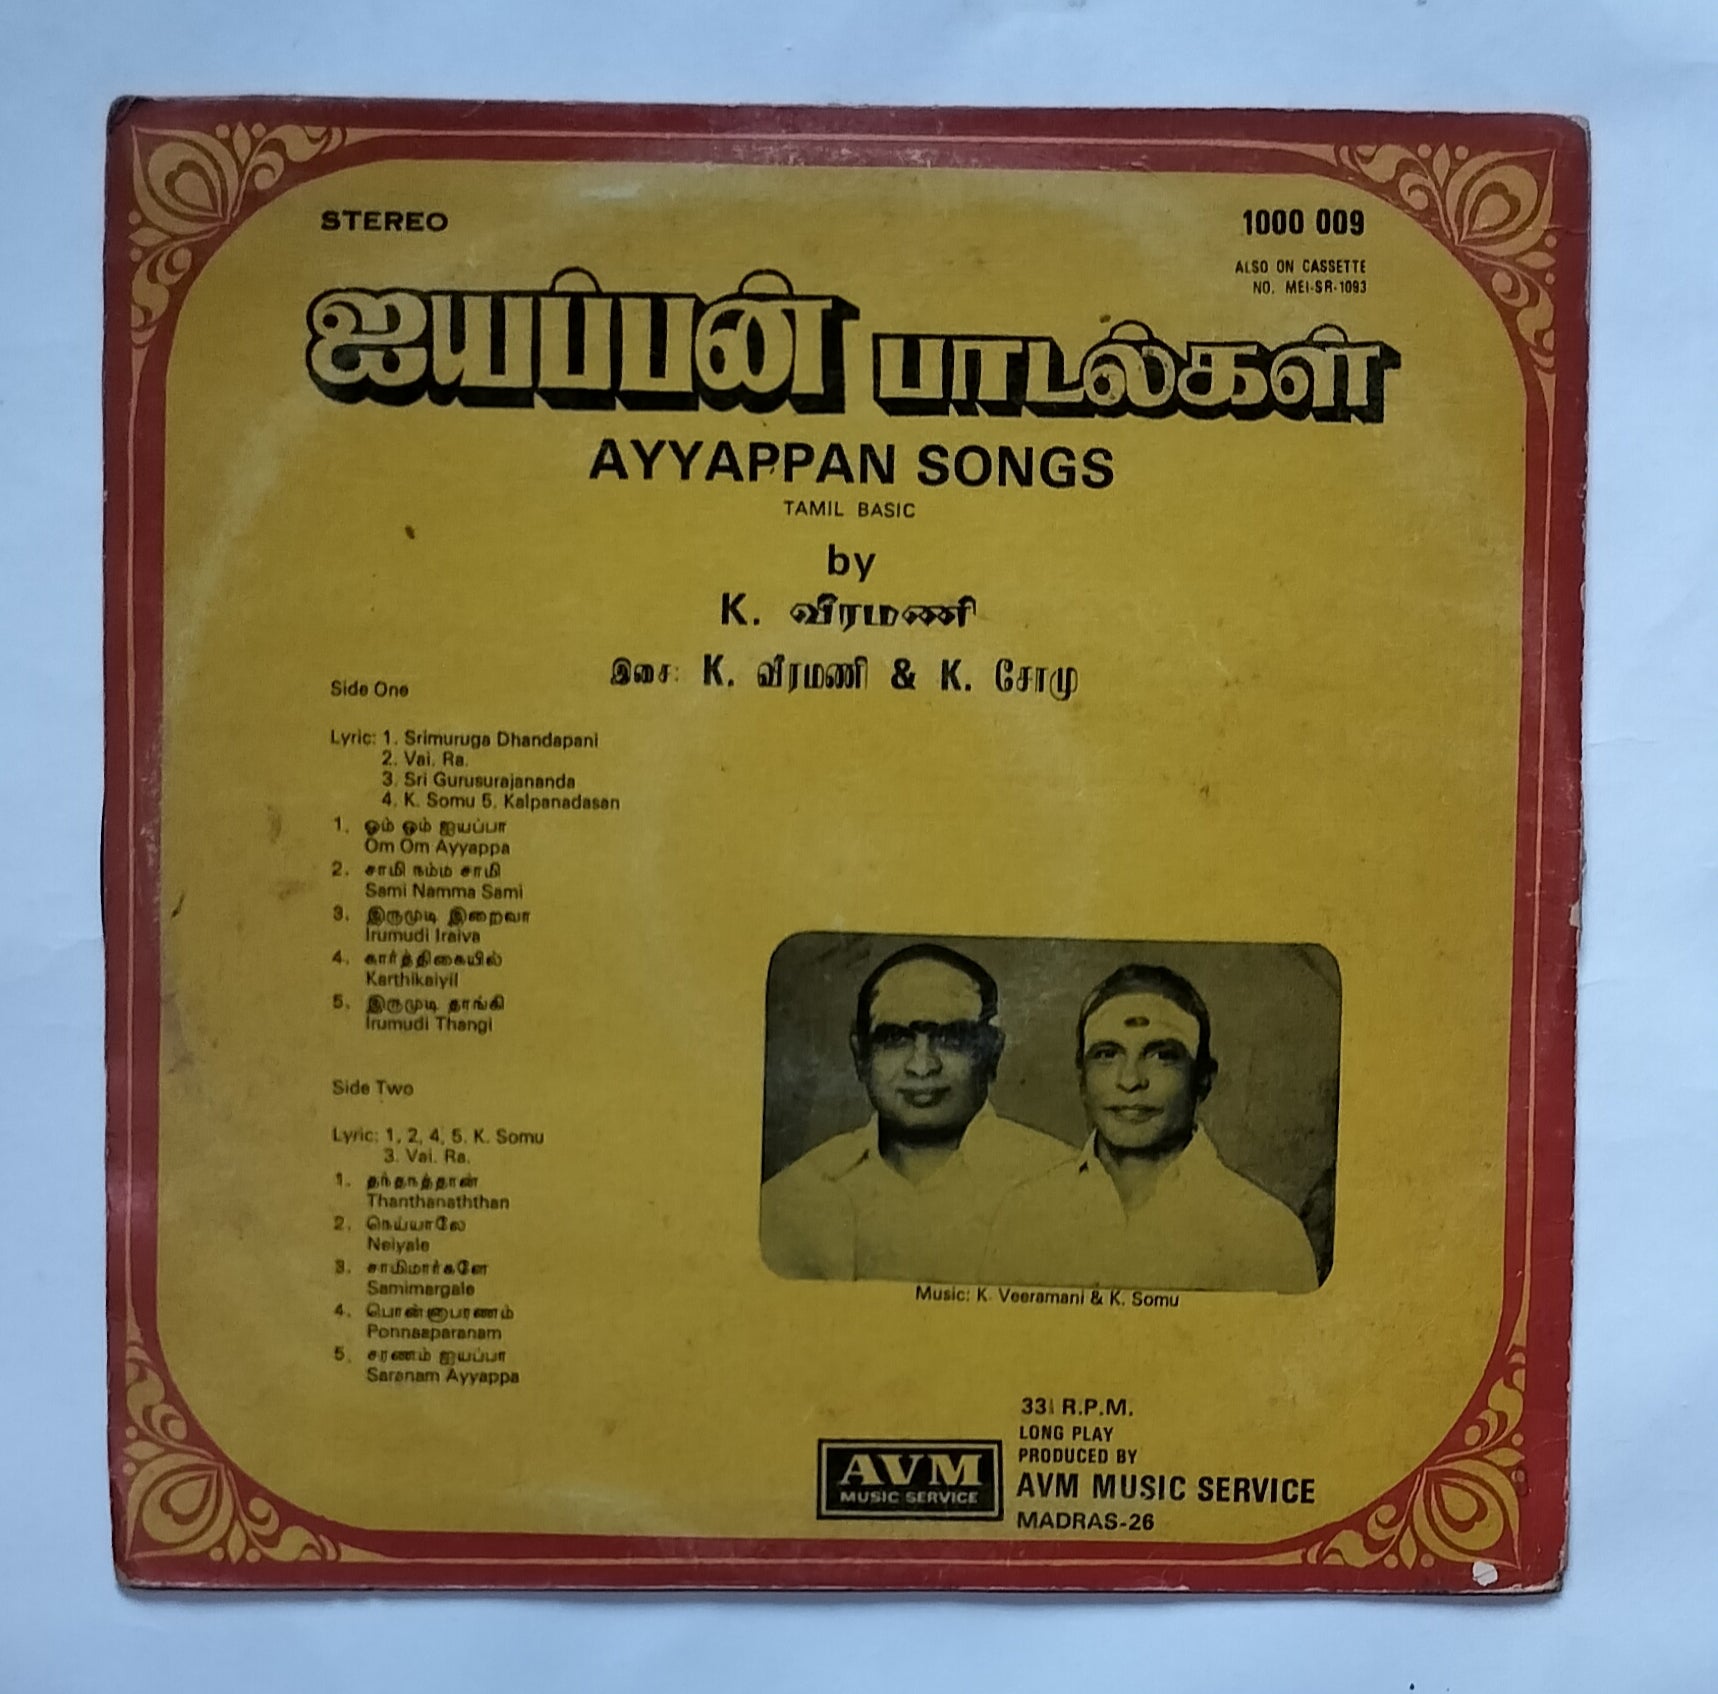 STEREO
1000 009
ALSO ON CASSETTE
NO. MEI-SR-1093
ஐயப்பன் பாடல்கள்
AYYAPPAN SONGS
TAMIL BASIC
by
K. வீரமணி
இசை: K. வீரமணி & K. சோமு
Side One
Lyric: 1. Srimuruga Dhandapani
2. Vai. Ra.
3. Sri Gurusurajananda
4. K. Somu 5. Kalpanadasan
1. ஓம் ஓம் ஐயப்பா
Om Om Ayyappa
2. சாமி நம்ம சாமி
Sami Namma Sami
3. இருமுடி இறைவா
Irumudi Iraiva
4. கார்த்திகையில்
Karthikaiyil
5. இருமுடி தாங்கி
Irumudi Thangi
Side Two
Lyric: 1, 2, 4, 5. K. Somu
3. Vai. Ra.
1. தந்தநத்தான்
Thanthanaththan
2. நெய்யாலே
Neiyale
3. சாமிமார்களே
Samimargale
4. பொன்னாபரணம்
Ponnaaparanam
5. சரணம் ஐயப்பா
Saranam Ayyappa
Music: K. Veeramani & K. Somu
33⅓ R.P.M.
LONG PLAY
PRODUCED BY
AVM MUSIC SERVICE
MADRAS-26
AVM
MUSIC SERVICE